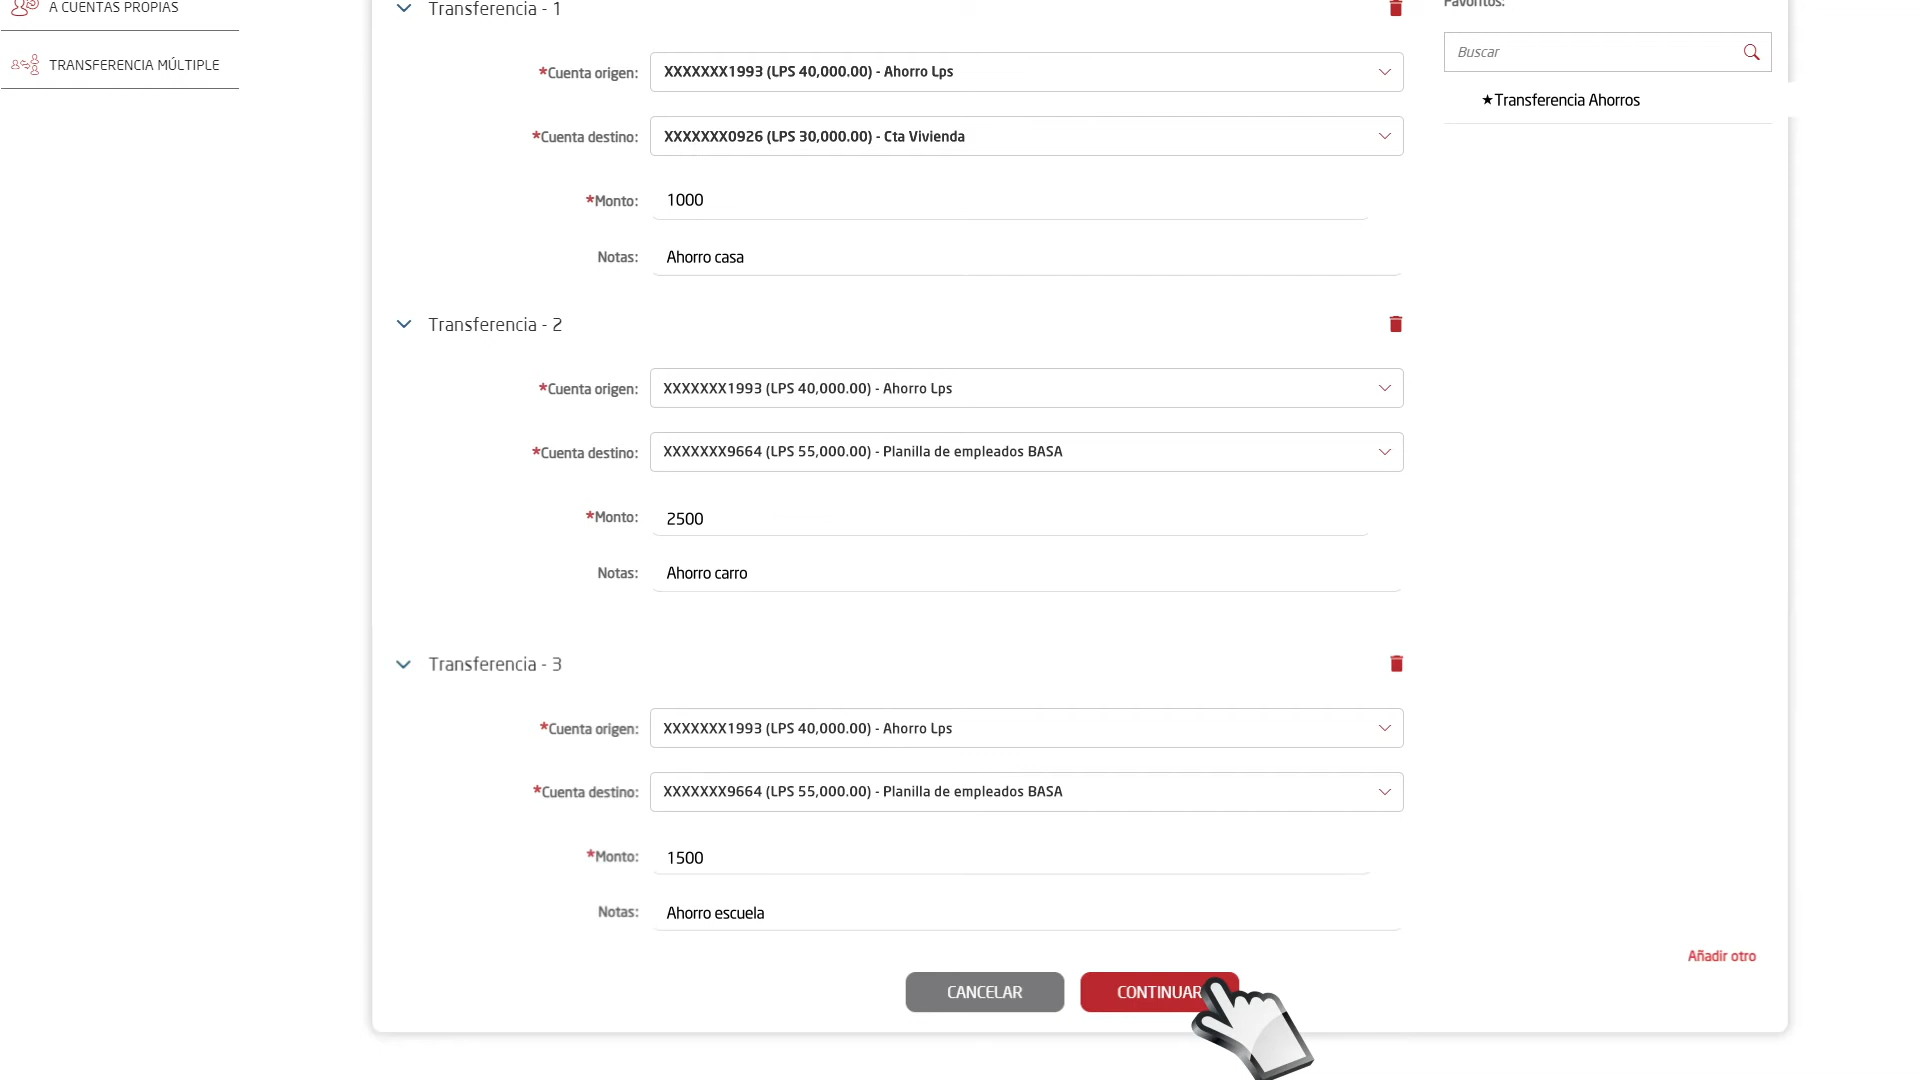 A CUENTAS PROPIAS
TRANSFERENCIA MÚLTIPLE
Transferencia - 1
*Cuenta origen: XXXXXXX1993 (LPS 40,000.00) - Ahorro Lps
*Cuenta destino: XXXXXXX0926 (LPS 30,000.00) - Cta Vivienda
*Monto: 1000
Notas: Ahorro casa
Transferencia - 2
*Cuenta origen: XXXXXXX1993 (LPS 40,000.00) - Ahorro Lps
*Cuenta destino: XXXXXXX9664 (LPS 55,000.00) - Planilla de empleados BASA
*Monto: 2500
Notas: Ahorro carro
Transferencia - 3
*Cuenta origen: XXXXXXX1993 (LPS 40,000.00) - Ahorro Lps
*Cuenta destino: XXXXXXX9664 (LPS 55,000.00) - Planilla de empleados BASA
*Monto: 1500
Notas: Ahorro escuela
Favoritos:
Buscar
★Transferencia Ahorros
Añadir otro
CANCELAR
CONTINUAR